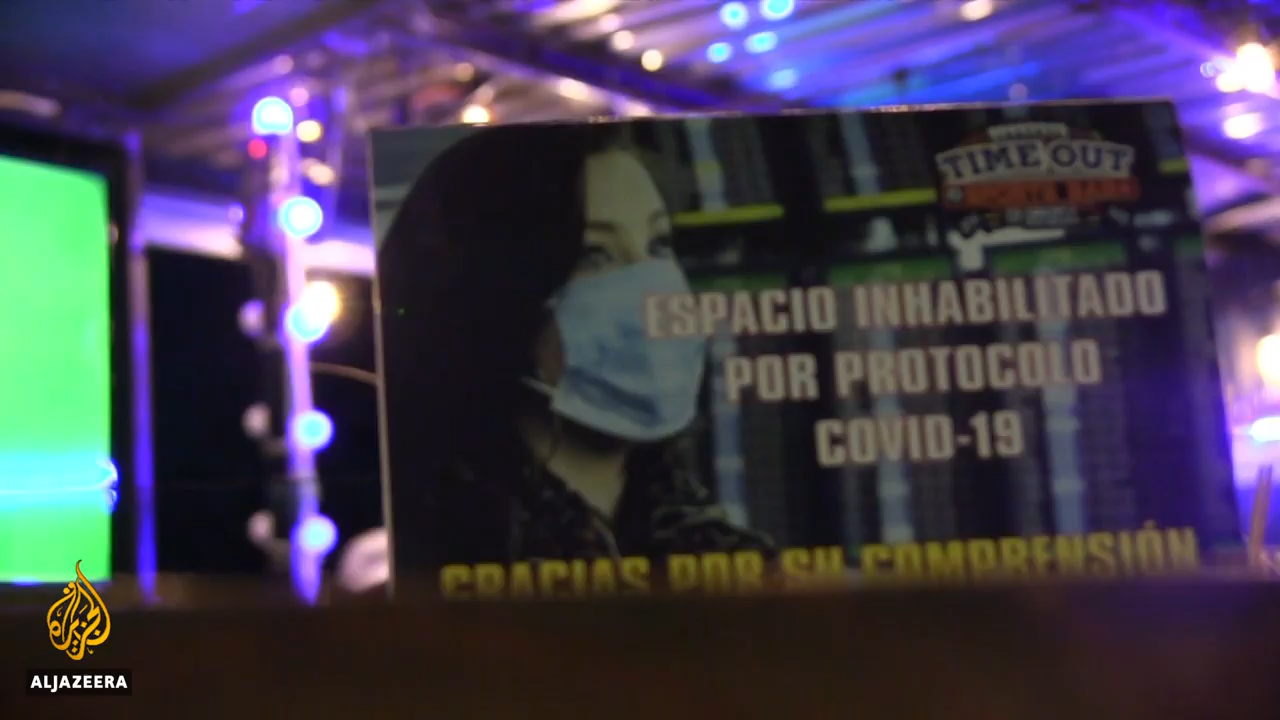 TIME OUT
ESPACIO INHABILITADO
POR PROTOCOLO
COVID-19
GRACIAS POR SU COMPRENSIÓN
ALJAZEERA